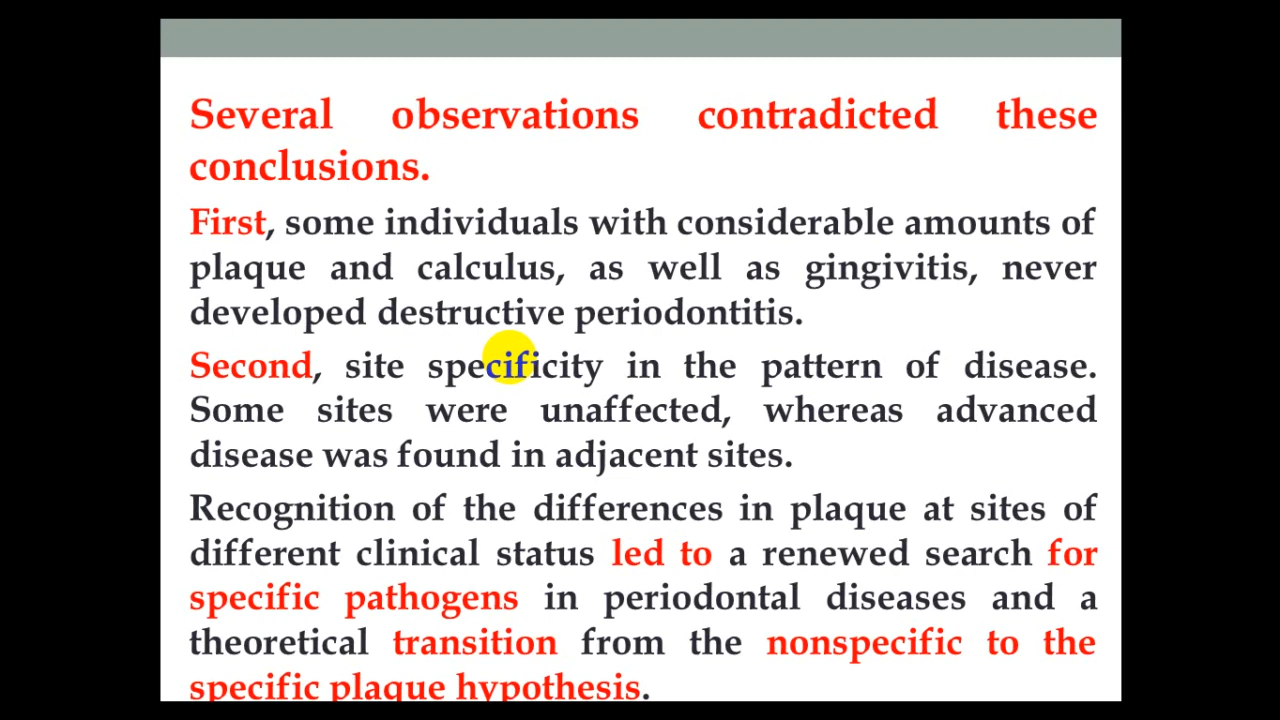 Several observations contradicted these
conclusions.
First, some individuals with considerable amounts of
plaque and calculus, as well as gingivitis, never
developed destructive periodontitis.
Second, site specificity in the pattern of disease.
Some sites were unaffected, whereas advanced
disease was found in adjacent sites.
Recognition of the differences in plaque at sites of
different clinical status led to a renewed search for
specific pathogens in periodontal diseases and a
theoretical transition from the nonspecific to the
specific plaque hypothesis.